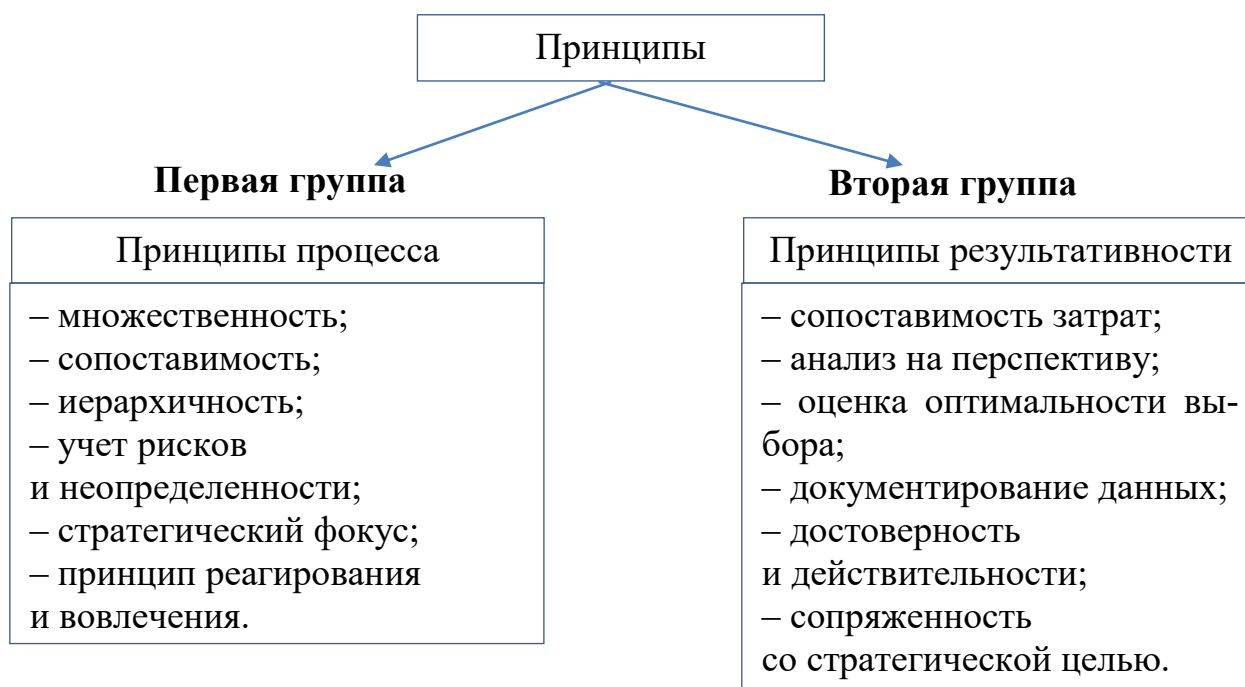 Принципы
Первая группа
Принципы процесса
– множественность;
– сопоставимость;
– иерархичность;
– учет рисков
и неопределенности;
– стратегический фокус;
– принцип реагирования
и вовлечения.
Вторая группа
Принципы результативности
– сопоставимость затрат;
– анализ на перспективу;
– оценка оптимальности вы-
бора;
– документирование данных;
– достоверность
и действительности;
– сопряженность
со стратегической целью.